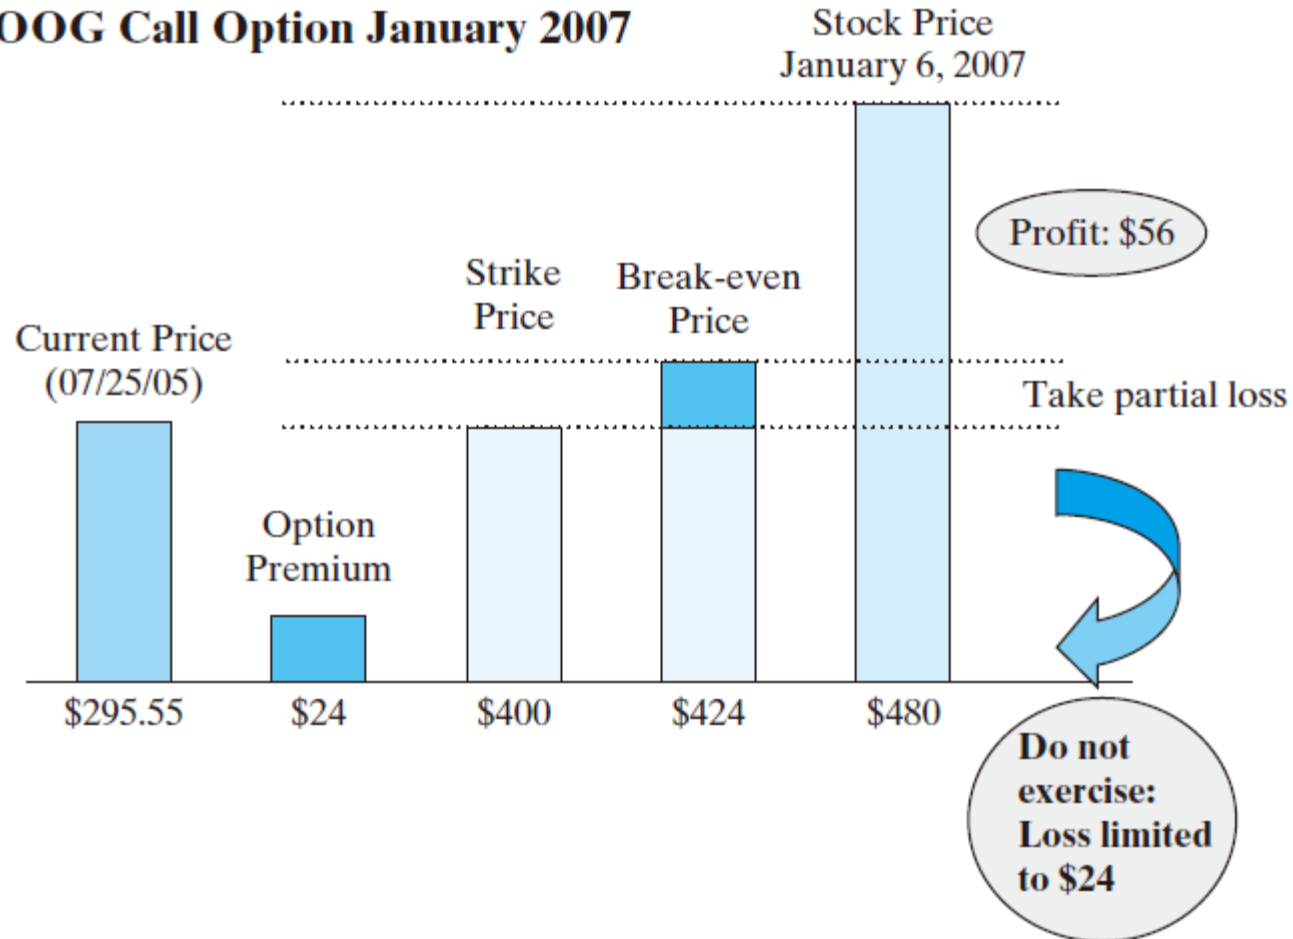 OOG Call Option January 2007
Stock Price
January 6, 2007
Profit: $56
Strike
Price
Break-even
Price
Current Price
(07/25/05)
Take partial loss
Option
Premium
$295.55
$24
$400
$424
$480
Do not
exercise:
Loss limited
to $24